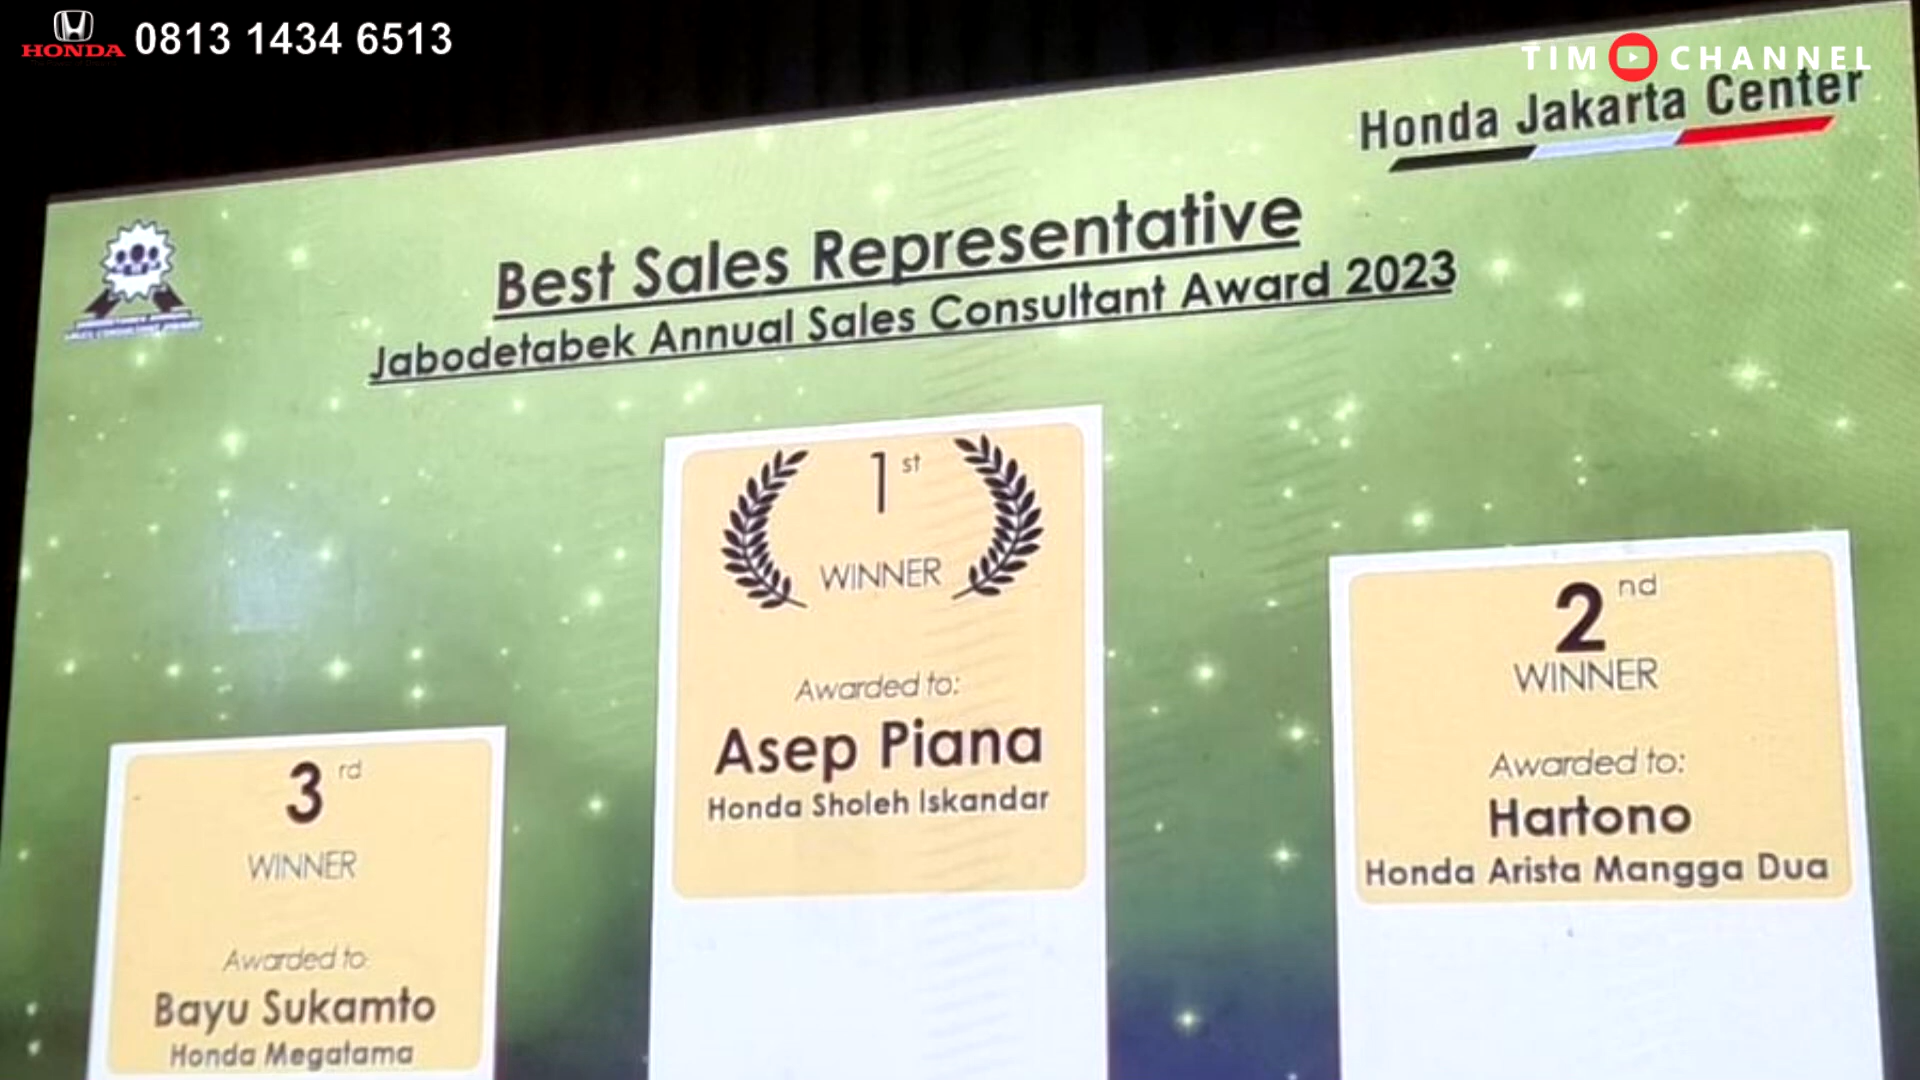 HONDA 0813 1434 6513
TIM CHANNEL
Honda Jakarta Center
Best Sales Representative
Jabodetabek Annual Sales Consultant Award 2023
1st
WINNER
Awarded to:
Asep Piana
Honda Sholeh Iskandar
2nd
WINNER
Awarded to:
Hartono
Honda Arista Mangga Dua
3rd
WINNER
Awarded to:
Bayu Sukamto
Honda Megatama